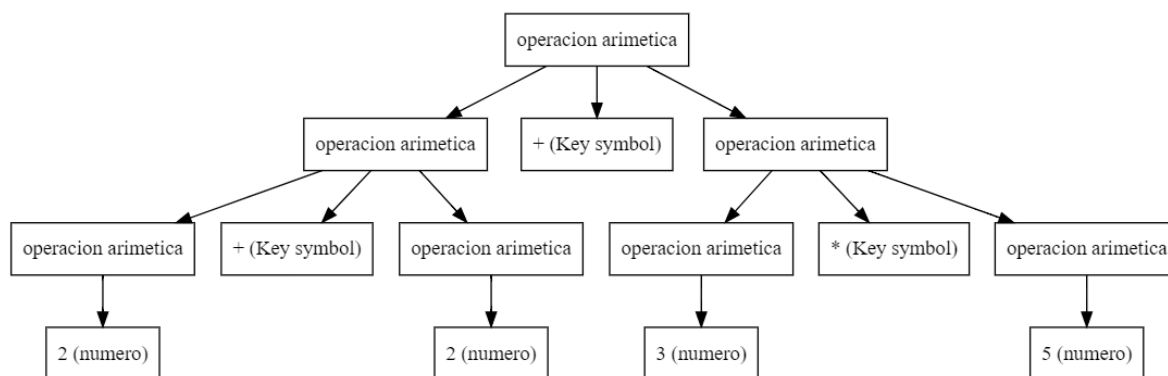 operacion arimetica
operacion arimetica
+ (Key symbol)
operacion arimetica
operacion arimetica
+ (Key symbol)
operacion arimetica
operacion arimetica
* (Key symbol)
operacion arimetica
2 (numero)
2 (numero)
3 (numero)
5 (numero)